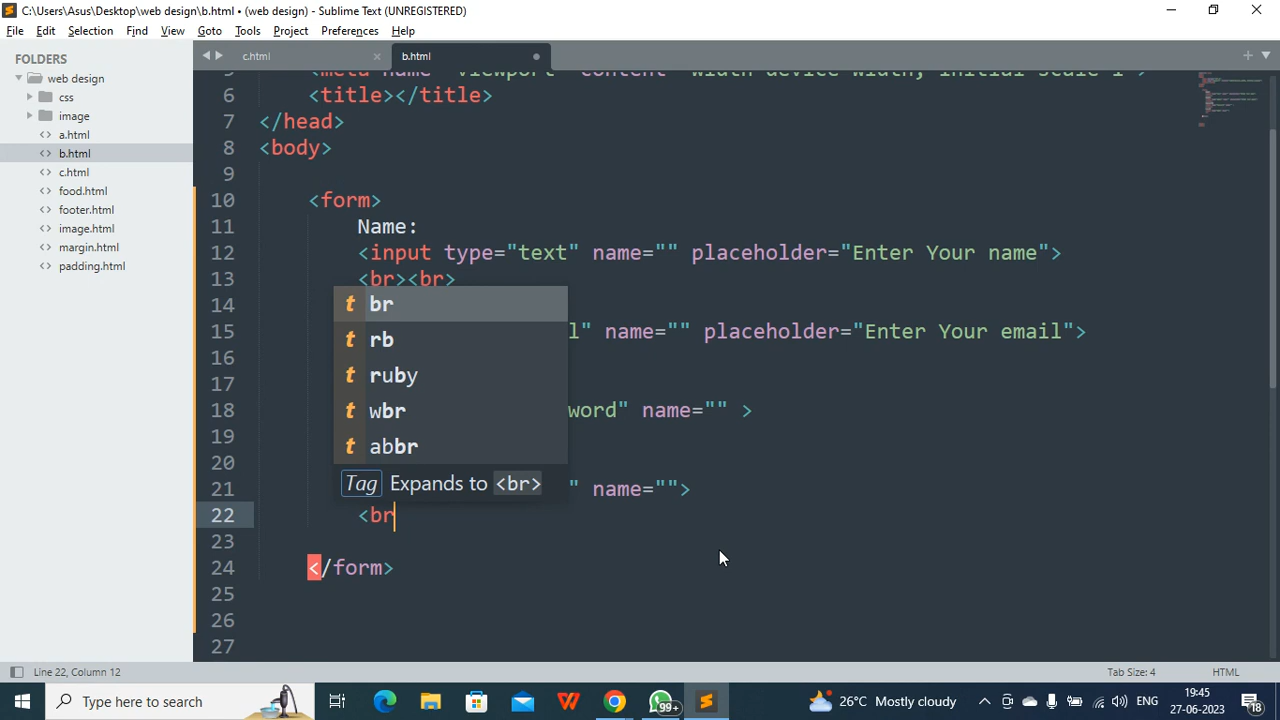 C:\Users\Asus\Desktop\web design\b.html • (web design) - Sublime Text (UNREGISTERED)
File Edit Selection Find View Goto Tools Project Preferences Help
FOLDERS
web design
css
image
a.html
b.html
c.html
food.html
footer.html
image.html
margin.html
padding.html
c.html b.html
6 <title></title>
7 </head>
8 <body>
9
10 <form>
11 Name:
12 <input type="text" name="" placeholder="Enter Your name">
13 <br><br>
14
15 l" name="" placeholder="Enter Your email">
16
17
18 word" name="" >
19
20
21 " name="">
22 <br
23
24 </form>
25
26
27
br
rb
ruby
wbr
abbr
Tag Expands to <br>
Line 22, Column 12
Tab Size: 4 HTML
Type here to search
99+
26°C Mostly cloudy
ENG
19:45
27-06-2023
18